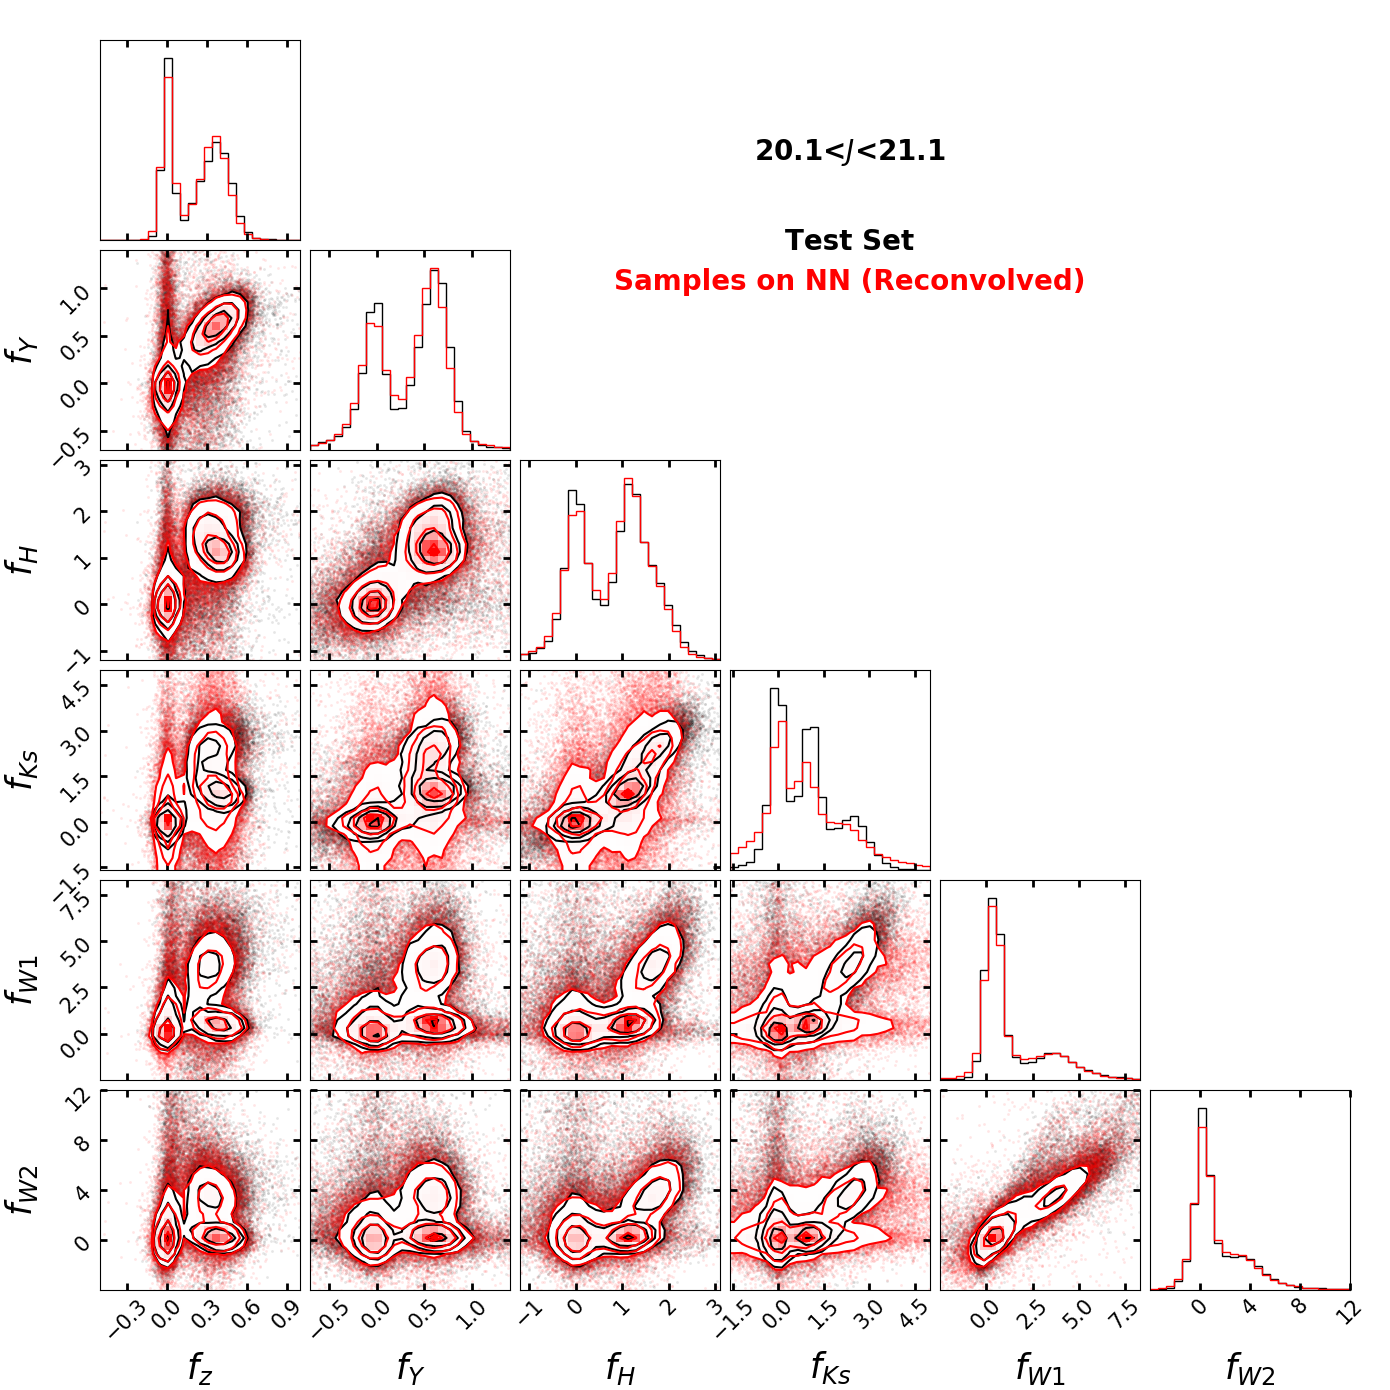 20.1<J<21.1
Test Set
Samples on NN (Reconvolved)
f_Y
1.0
0.5
0.0
−0.5
f_H
3
2
1
0
−1
f_Ks
4.5
3.0
1.5
0.0
−1.5
f_W1
7.5
5.0
2.5
0.0
f_W2
12
8
4
0
−0.3 0.0 0.3 0.6 0.9
−0.5 0.0 0.5 1.0
−1 0 1 2 3
−1.5 0.0 1.5 3.0 4.5
0.0 2.5 5.0 7.5
0 4 8 12
f_z f_Y f_H f_Ks f_W1 f_W2